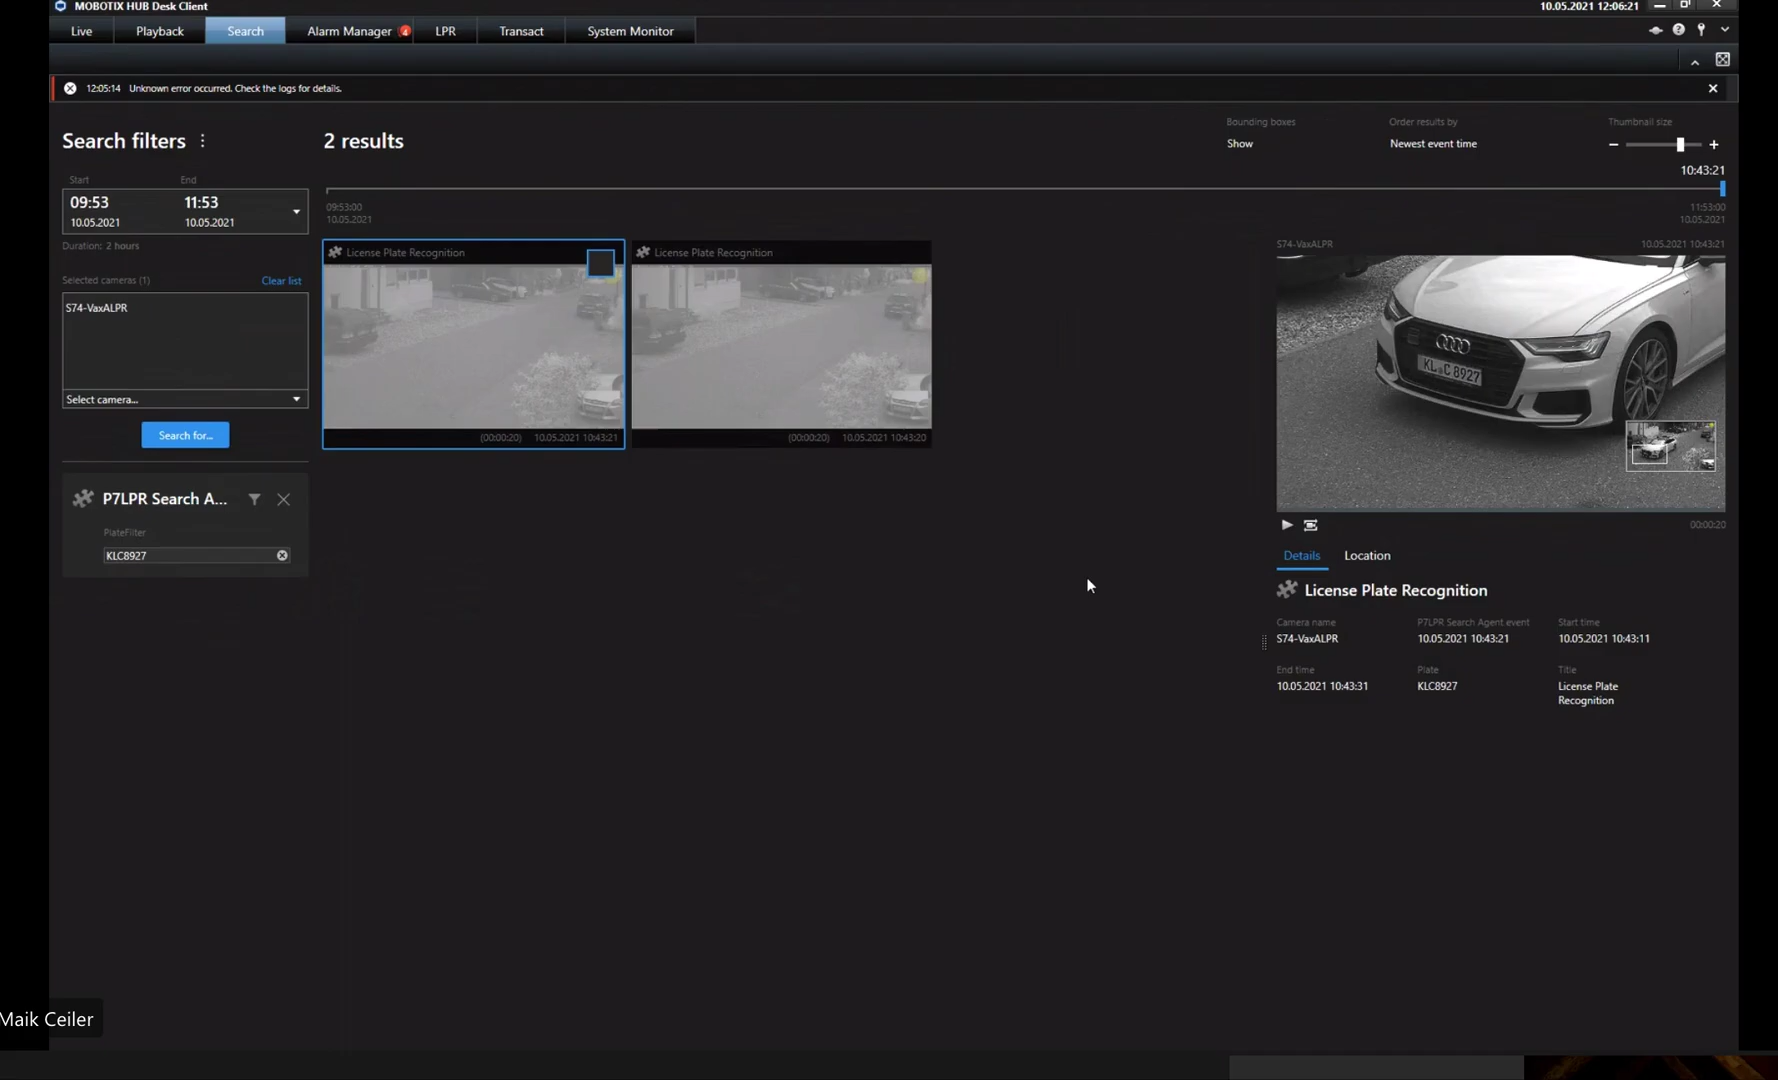 MOBOTIX HUB Desk Client
10.05.2021 12:06:21
Live
Playback
Search
Alarm Manager
LPR
Transact
System Monitor
12:05:14 Unknown error occurred. Check the logs for details.
Search filters
2 results
Bounding boxes
Show
Order results by
Newest event time
Thumbnail size
10:43:21
Start
End
09:53
11:53
10.05.2021
10.05.2021
Duration: 2 hours
09:53:00
10.05.2021
11:53:00
10.05.2021
Selected cameras (1)
Clear list
S74-VaxALPR
Select camera...
Search for...
P7LPR Search A...
PlateFilter
KLC8927
License Plate Recognition
(00:00:20) 10.05.2021 10:43:21
License Plate Recognition
(00:00:20) 10.05.2021 10:43:20
S74-VaxALPR
10.05.2021 10:43:21
KL C 8927
00:00:20
Details
Location
License Plate Recognition
Camera name
P7LPR Search Agent event
Start time
S74-VaxALPR
10.05.2021 10:43:21
10.05.2021 10:43:11
End time
Plate
Title
10.05.2021 10:43:31
KLC8927
License Plate
Recognition
Maik Ceiler